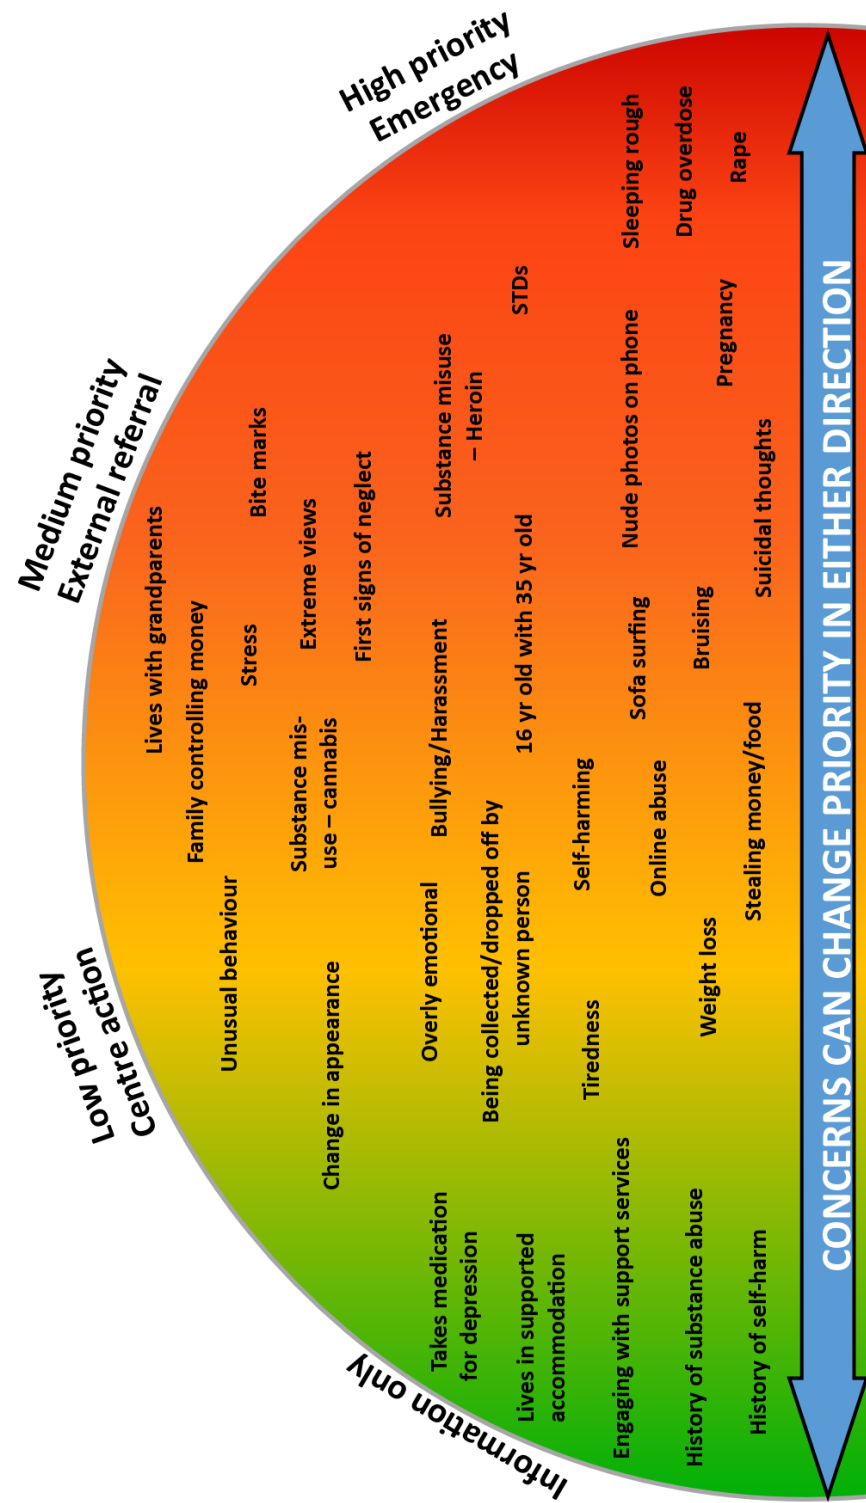 Information only
Low priority
Centre action
Medium priority
External referral
High priority
Emergency
Lives with grandparents
Family controlling money
Unusual behaviour
Stress
Bite marks
Substance mis-
use – cannabis
Extreme views
Change in appearance
First signs of neglect
Takes medication
for depression
Overly emotional
Bullying/Harassment
Substance misuse
– Heroin
Being collected/dropped off by
unknown person
Lives in supported
accommodation
16 yr old with 35 yr old
STDs
Tiredness
Self-harming
Engaging with support services
Sofa surfing
Nude photos on phone
Sleeping rough
Online abuse
History of substance abuse
Weight loss
Bruising
Drug overdose
Pregnancy
History of self-harm
Stealing money/food
Suicidal thoughts
Rape
CONCERNS CAN CHANGE PRIORITY IN EITHER DIRECTION